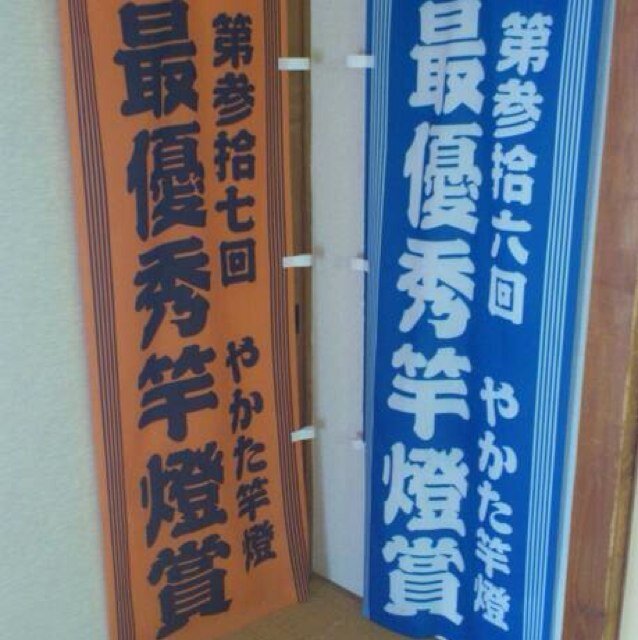 第参拾六回 やかた竿燈
最優秀竿燈賞
第参拾七回 やかた竿燈
最優秀竿燈賞